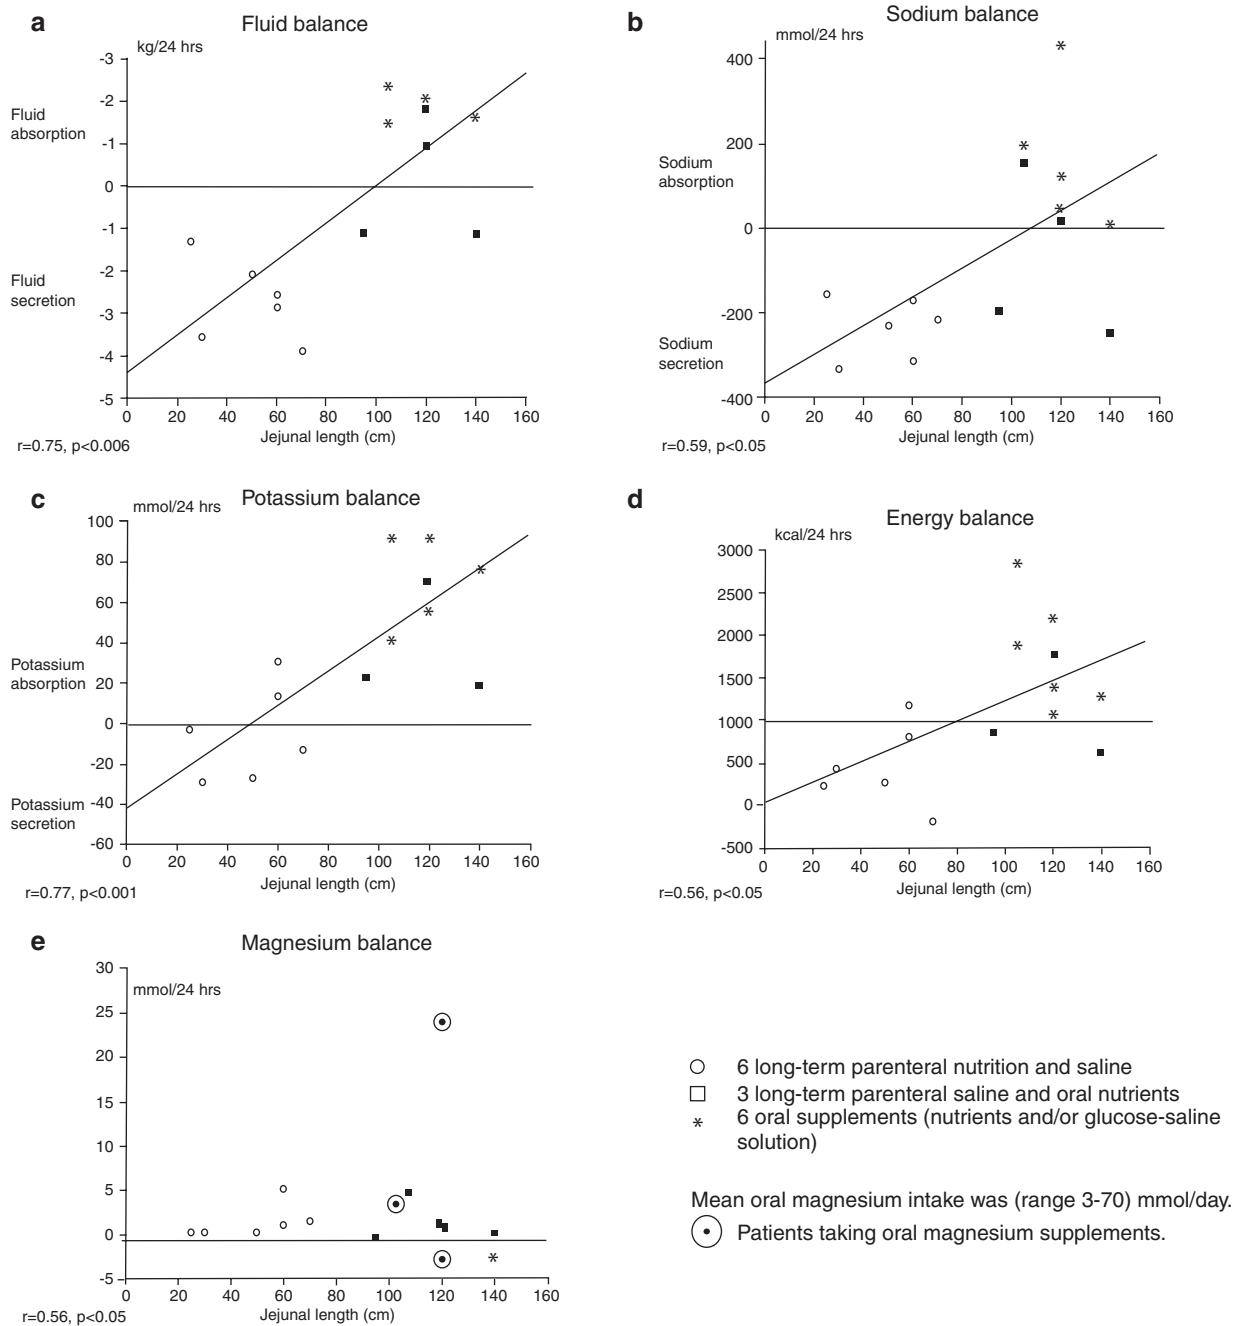 a
Fluid balance
kg/24 hrs
-3
-2
-1
0
-1
-2
-3
-4
-5
Fluid
absorption
Fluid
secretion
0 20 40 60 80 100 120 140 160
Jejunal length (cm)
r=0.75, p<0.006
b
Sodium balance
mmol/24 hrs
400
200
0
-200
-400
Sodium
absorption
Sodium
secretion
0 20 40 60 80 100 120 140 160
Jejunal length (cm)
r=0.59, p<0.05
c
Potassium balance
mmol/24 hrs
100
80
60
40
20
0
-20
-40
-60
Potassium
absorption
Potassium
secretion
0 20 40 60 80 100 120 140 160
Jejunal length (cm)
r=0.77, p<0.001
d
Energy balance
kcal/24 hrs
3000
2500
2000
1500
1000
500
0
-500
0 20 40 60 80 100 120 140 160
Jejunal length (cm)
r=0.56, p<0.05
e
Magnesium balance
mmol/24 hrs
30
25
20
15
10
5
0
-5
0 20 40 60 80 100 120 140 160
Jejunal length (cm)
r=0.56, p<0.05
6 long-term parenteral nutrition and saline
3 long-term parenteral saline and oral nutrients
* 6 oral supplements (nutrients and/or glucose-saline
solution)
Mean oral magnesium intake was (range 3-70) mmol/day.
Patients taking oral magnesium supplements.